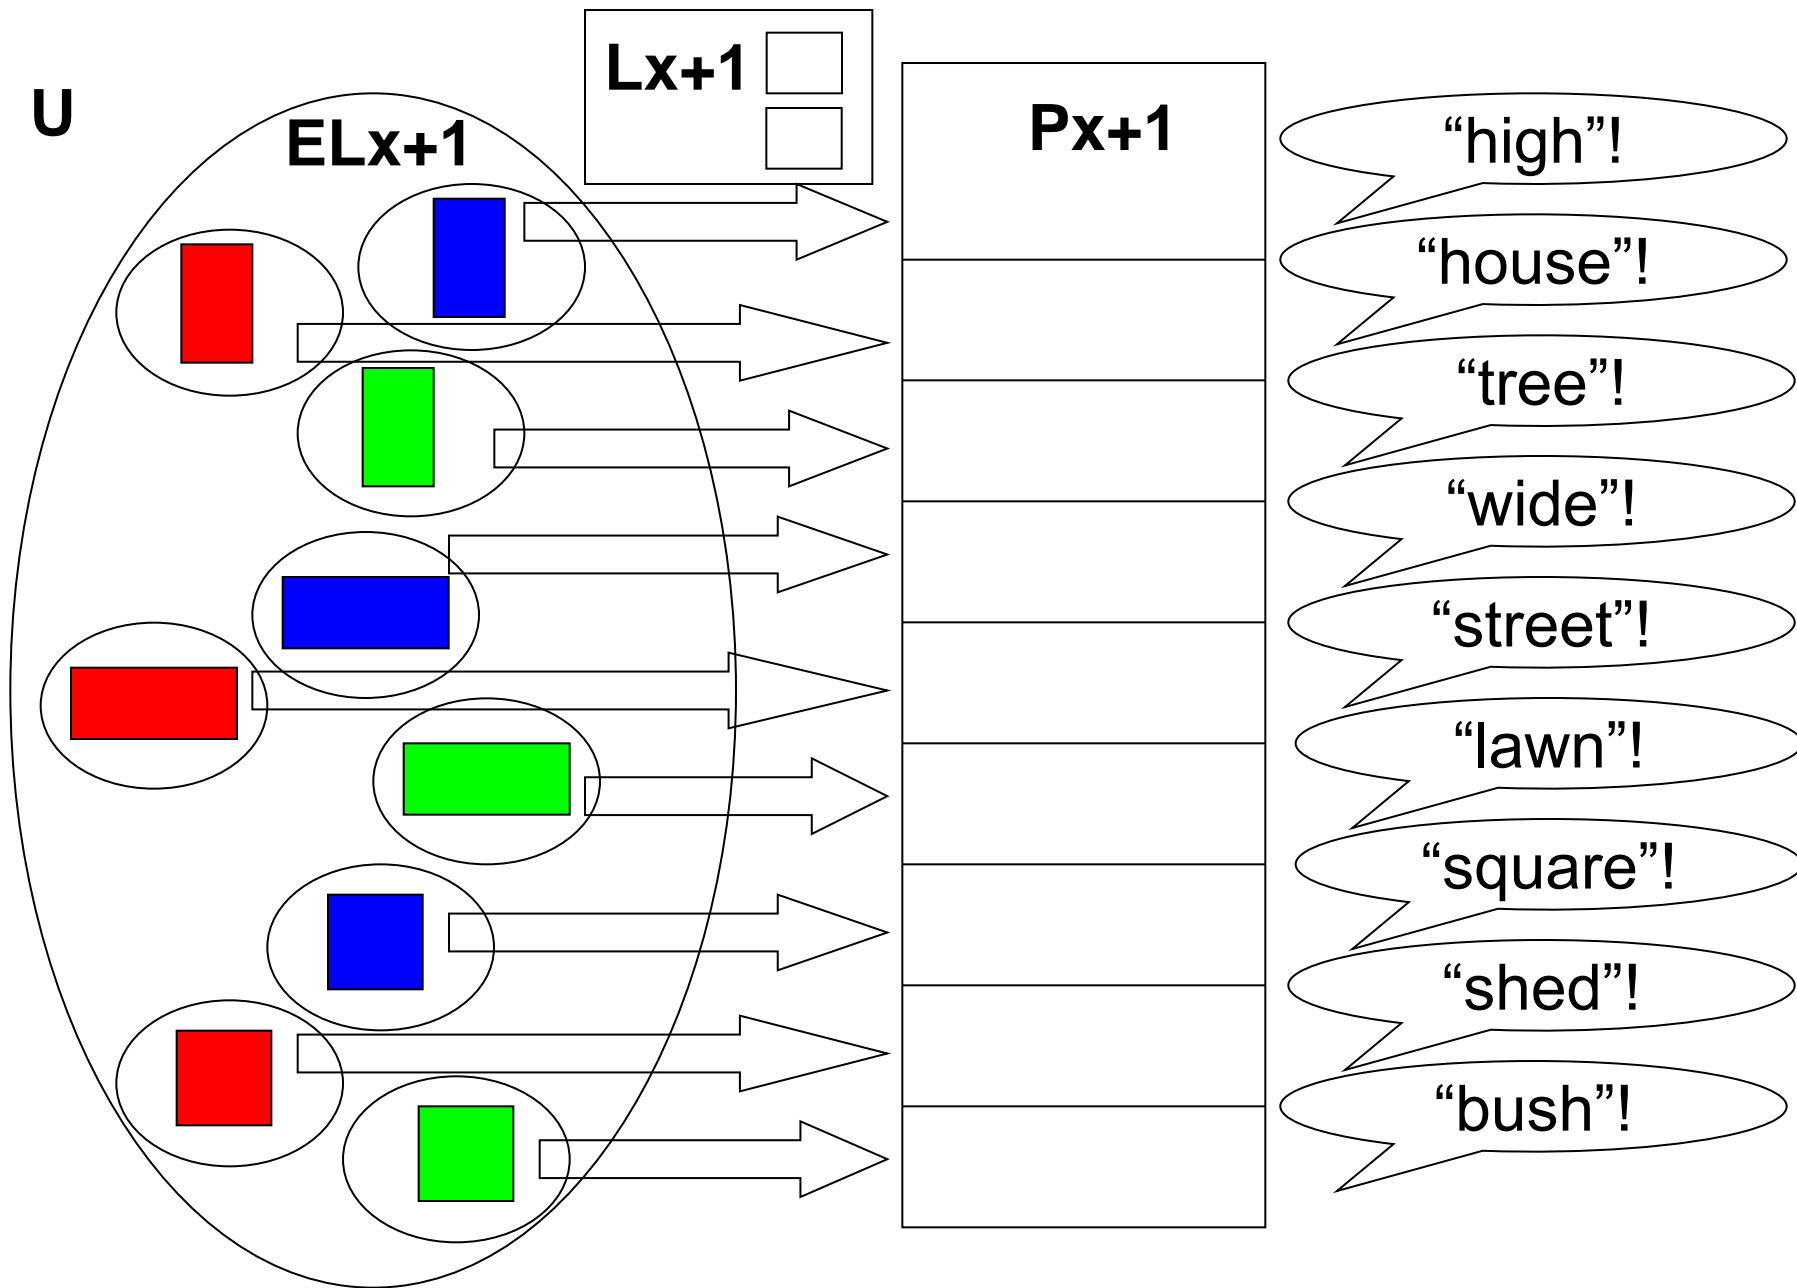 U
ELx+1
Lx+1
Px+1
“high”!
“house”!
“tree”!
“wide”!
“street”!
“lawn”!
“square”!
“shed”!
“bush”!